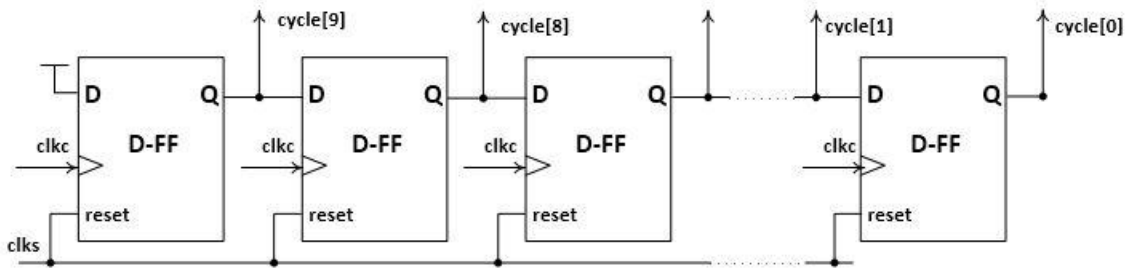 cycle[9]
cycle[8]
cycle[1]
cycle[0]
D Q
D Q
D Q
D Q
clkc D-FF
clkc D-FF
clkc D-FF
clkc D-FF
reset
reset
reset
reset
clks